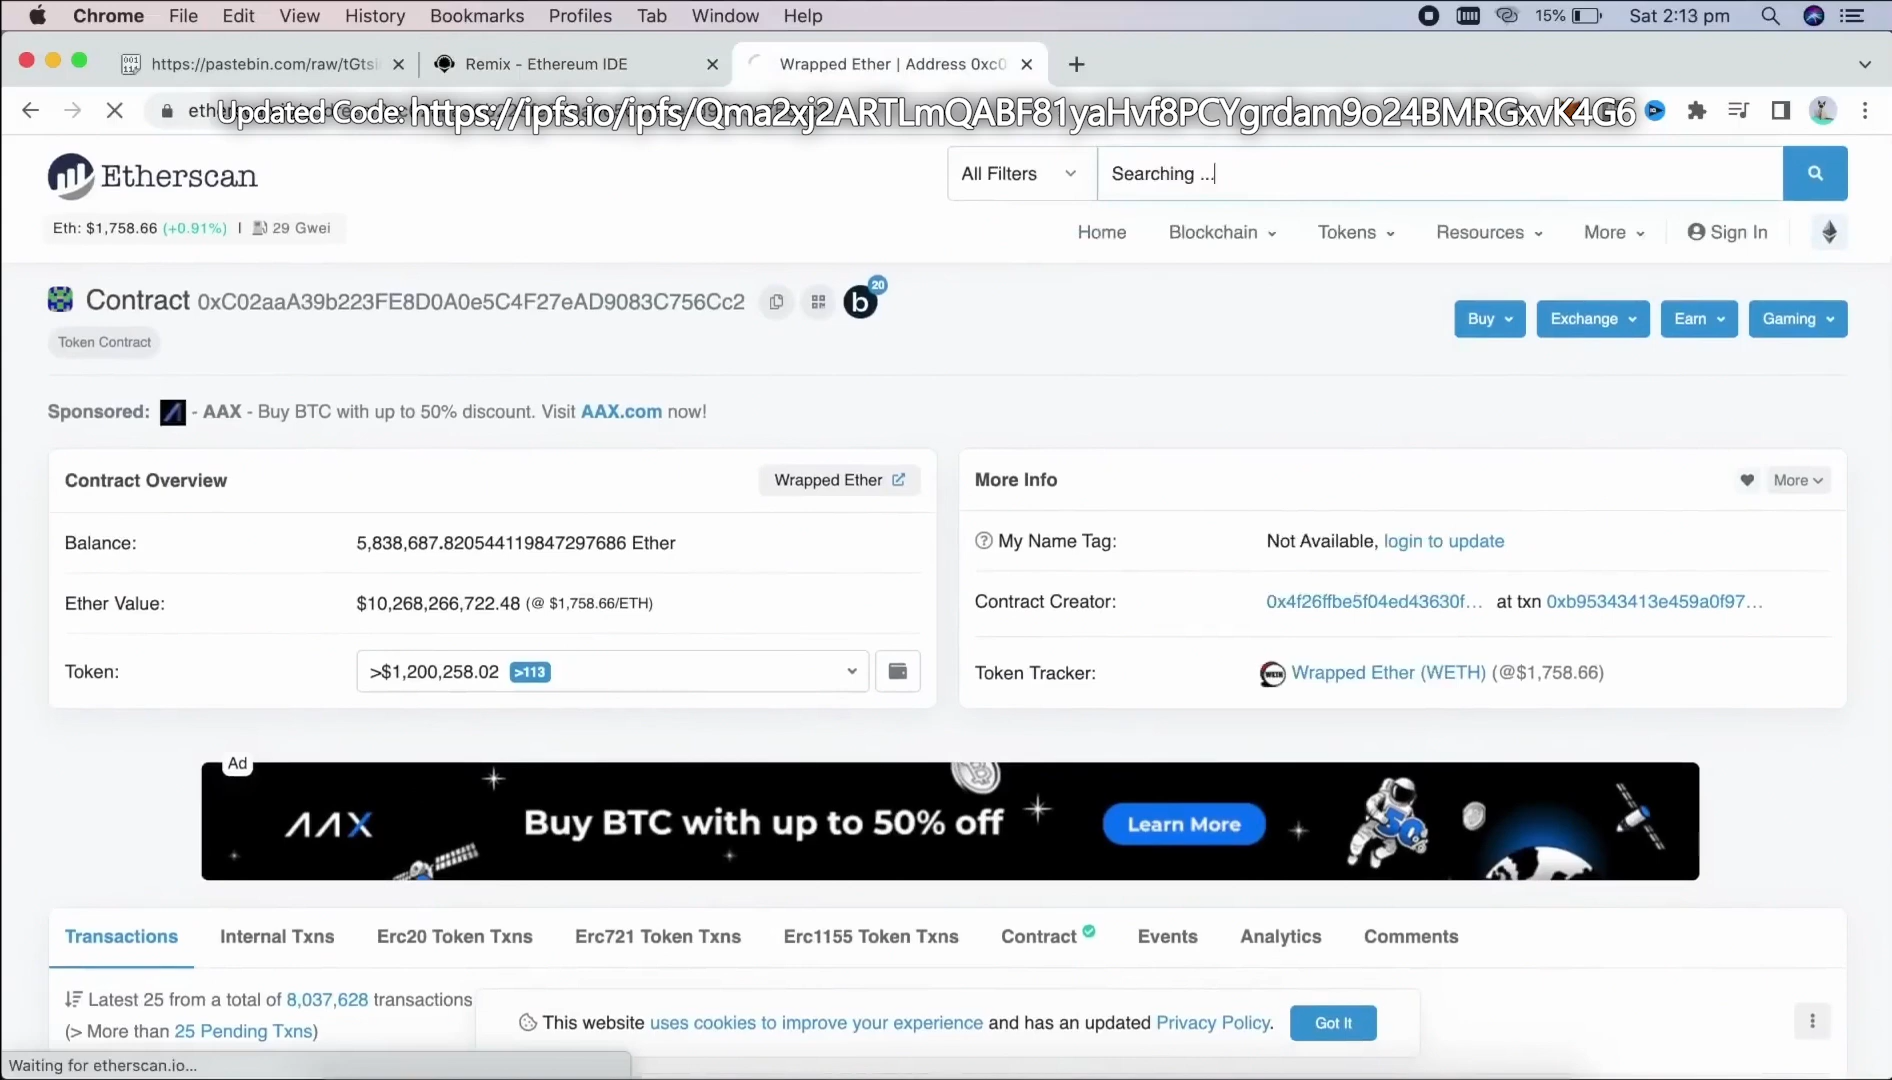 Chrome File Edit View History Bookmarks Profiles Tab Window Help 15% Sat 2:13 pm
https://pastebin.com/raw/tGtsi Remix - Ethereum IDE Wrapped Ether | Address 0xc0
Updated Code: https://ipfs.io/ipfs/Qma2xj2ARTLmQABF81yaHvf8PCYgrdam9o24BMRGxvK4G6
Etherscan
All Filters Searching ...
Eth: $1,758.66 (+0.91%) | 29 Gwei
Home Blockchain Tokens Resources More Sign In
Contract 0xC02aaA39b223FE8D0A0e5C4F27eAD9083C756Cc2 b 20
Buy Exchange Earn Gaming
Token Contract
Sponsored: - AAX - Buy BTC with up to 50% discount. Visit AAX.com now!
Contract Overview Wrapped Ether
Balance: 5,838,687.820544119847297686 Ether
Ether Value: $10,268,266,722.48 (@ $1,758.66/ETH)
Token: >$1,200,258.02 >113
More Info More
My Name Tag: Not Available, login to update
Contract Creator: 0x4f26ffbe5f04ed43630f... at txn 0xb95343413e459a0f97...
Token Tracker: WETH Wrapped Ether (WETH) (@$1,758.66)
Ad
AAX Buy BTC with up to 50% off Learn More 50%
Transactions Internal Txns Erc20 Token Txns Erc721 Token Txns Erc1155 Token Txns Contract Events Analytics Comments
Latest 25 from a total of 8,037,628 transactions
(> More than 25 Pending Txns)
This website uses cookies to improve your experience and has an updated Privacy Policy. Got It
Waiting for etherscan.io...